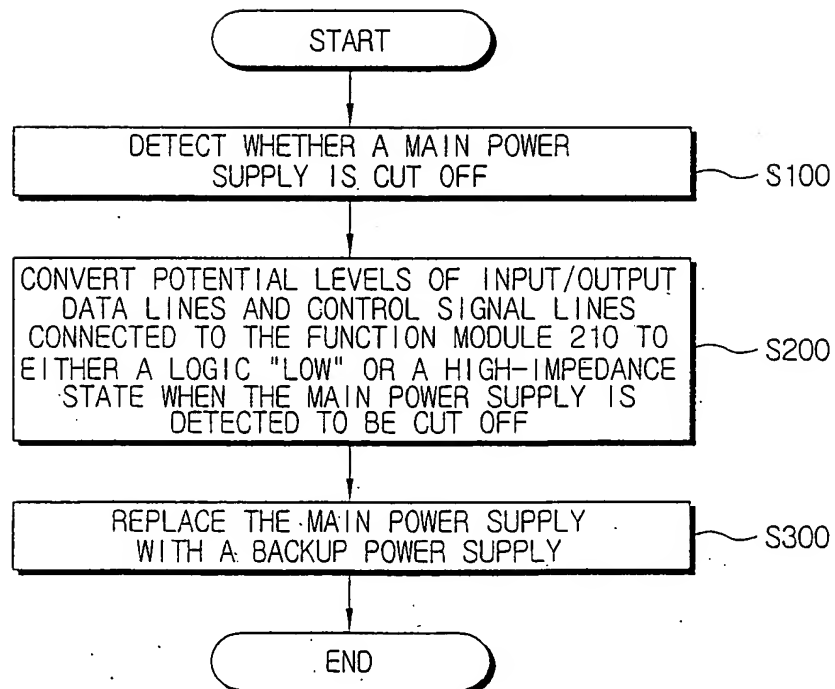 START
DETECT WHETHER A MAIN POWER
SUPPLY IS CUT OFF
S100
CONVERT POTENTIAL LEVELS OF INPUT/OUTPUT
DATA LINES AND CONTROL SIGNAL LINES
CONNECTED TO THE FUNCTION MODULE 210 TO
EITHER A LOGIC "LOW" OR A HIGH-IMPEDANCE
STATE WHEN THE MAIN POWER SUPPLY IS
DETECTED TO BE CUT OFF
S200
REPLACE THE MAIN POWER SUPPLY
WITH A BACKUP POWER SUPPLY
S300
END